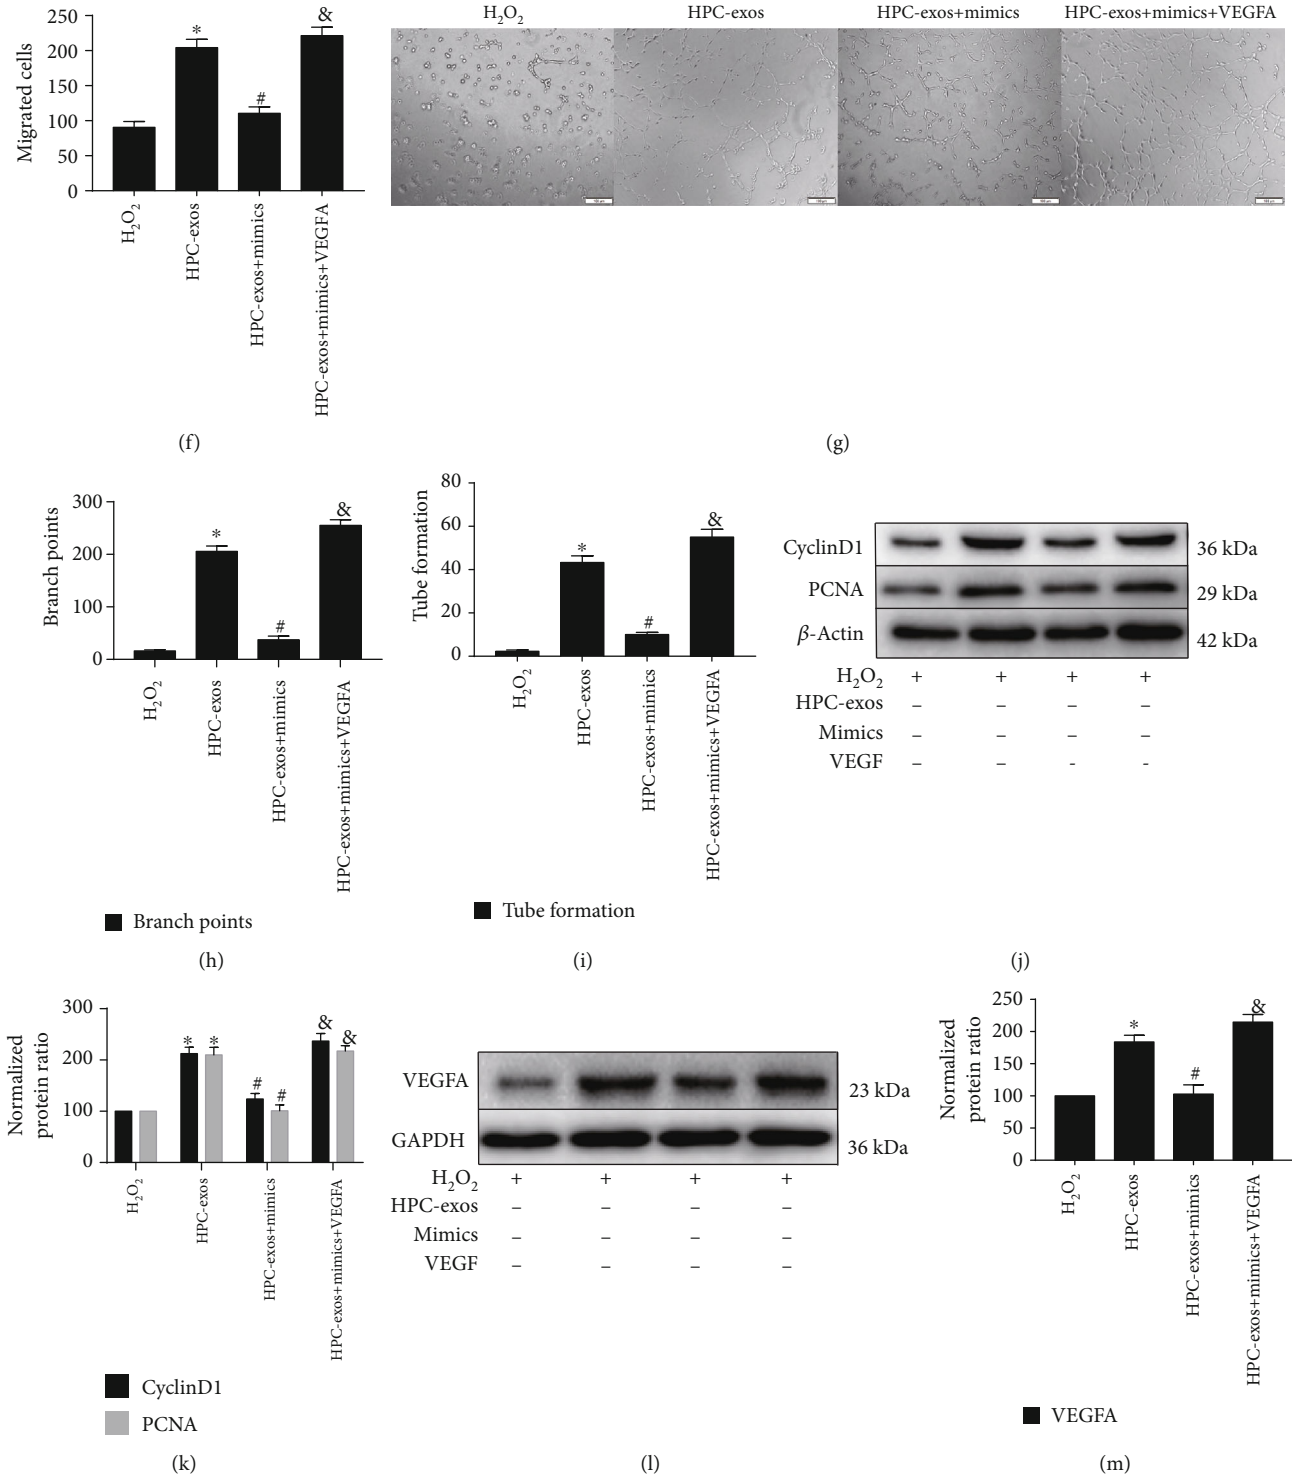 250
200
150
100
50
0
Migrated cells
*
#
&
H₂O₂
HPC-exos
HPC-exos+mimics
HPC-exos+mimics+VEGFA
(f)
H₂O₂ HPC-exos HPC-exos+mimics HPC-exos+mimics+VEGFA
(g)
300
200
100
0
Branch points
*
#
&
H₂O₂
HPC-exos
HPC-exos+mimics
HPC-exos+mimics+VEGFA
Branch points
(h)
80
60
40
20
0
Tube formation
*
#
&
H₂O₂
HPC-exos
HPC-exos+mimics
HPC-exos+mimics+VEGFA
Tube formation
(i)
CyclinD1 36 kDa
PCNA 29 kDa
β-Actin 42 kDa
H₂O₂ + + + +
HPC-exos – – – –
Mimics – – – –
VEGF – – - -
(j)
300
200
100
0
Normalized
protein ratio
* *
# #
& &
H₂O₂
HPC-exos
HPC-exos+mimics
HPC-exos+mimics+VEGFA
CyclinD1
PCNA
(k)
VEGFA 23 kDa
GAPDH 36 kDa
H₂O₂ + + + +
HPC-exos – – – –
Mimics – – – –
VEGF – – – –
(l)
250
200
150
100
50
0
Normalized
protein ratio
*
#
&
H₂O₂
HPC-exos
HPC-exos+mimics
HPC-exos+mimics+VEGFA
VEGFA
(m)